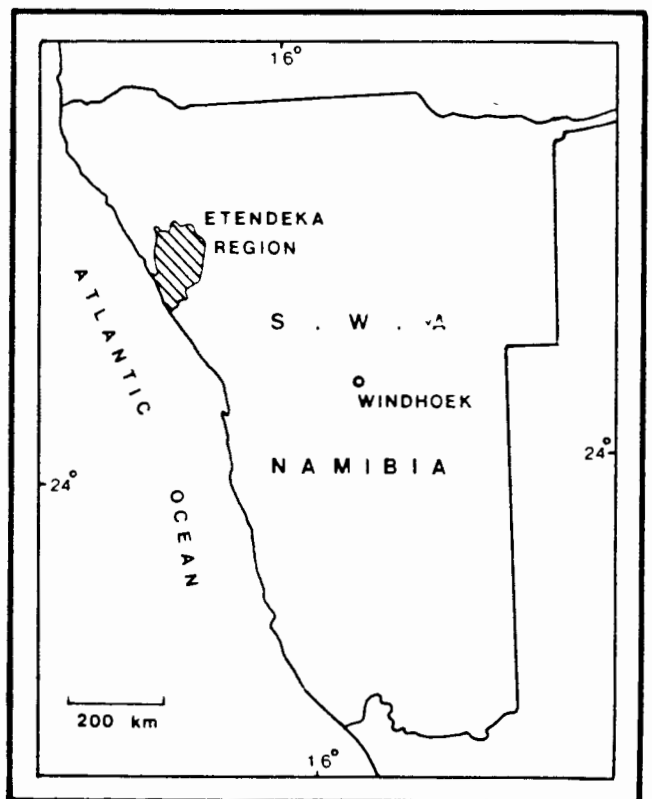 16°
ETENDEKA
REGION
ATLANTIC
S . W . A
WINDHOEK
NAMIBIA
24°
24°
OCEAN
200 km
16°